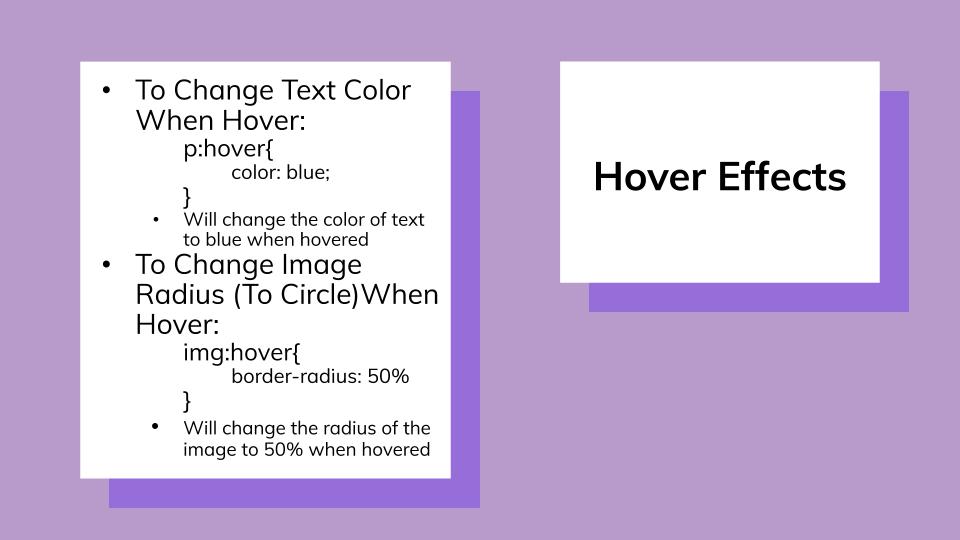 • To Change Text Color
When Hover:
p:hover{
color: blue;
}
• Will change the color of text
to blue when hovered
• To Change Image
Radius (To Circle)When
Hover:
img:hover{
border-radius: 50%
}
• Will change the radius of the
image to 50% when hovered
Hover Effects